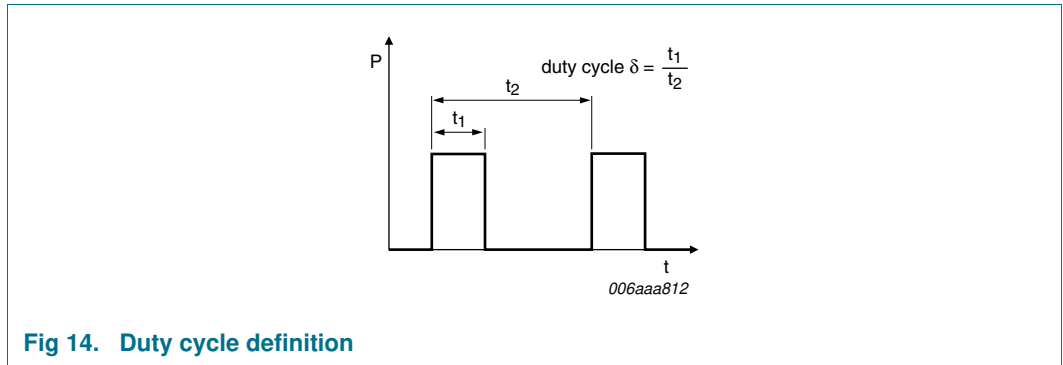 P
duty cycle δ = t1/t2
t2
t1
t
006aaa812
Fig 14. Duty cycle definition